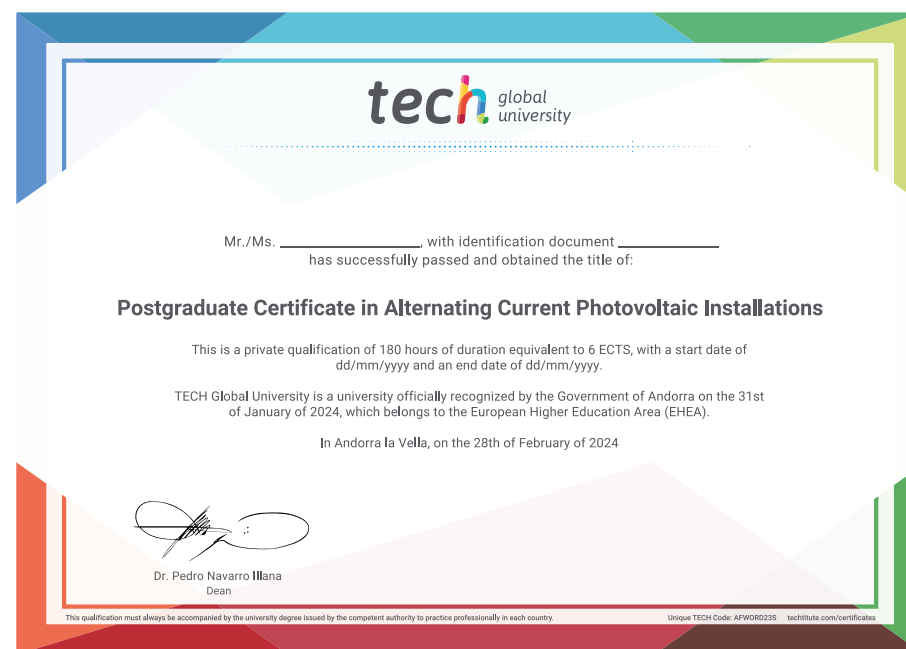 tech global university
Mr./Ms. ____________________, with identification document ______________
has successfully passed and obtained the title of:
Postgraduate Certificate in Alternating Current Photovoltaic Installations
This is a private qualification of 180 hours of duration equivalent to 6 ECTS, with a start date of
dd/mm/yyyy and an end date of dd/mm/yyyy.
TECH Global University is a university officially recognized by the Government of Andorra on the 31st
of January of 2024, which belongs to the European Higher Education Area (EHEA).
In Andorra la Vella, on the 28th of February of 2024
Dr. Pedro Navarro Illana
Dean
This qualification must always be accompanied by the university degree issued by the competent authority to practice professionally in each country.
Unique TECH Code: AFWORD23S techtitute.com/certificates